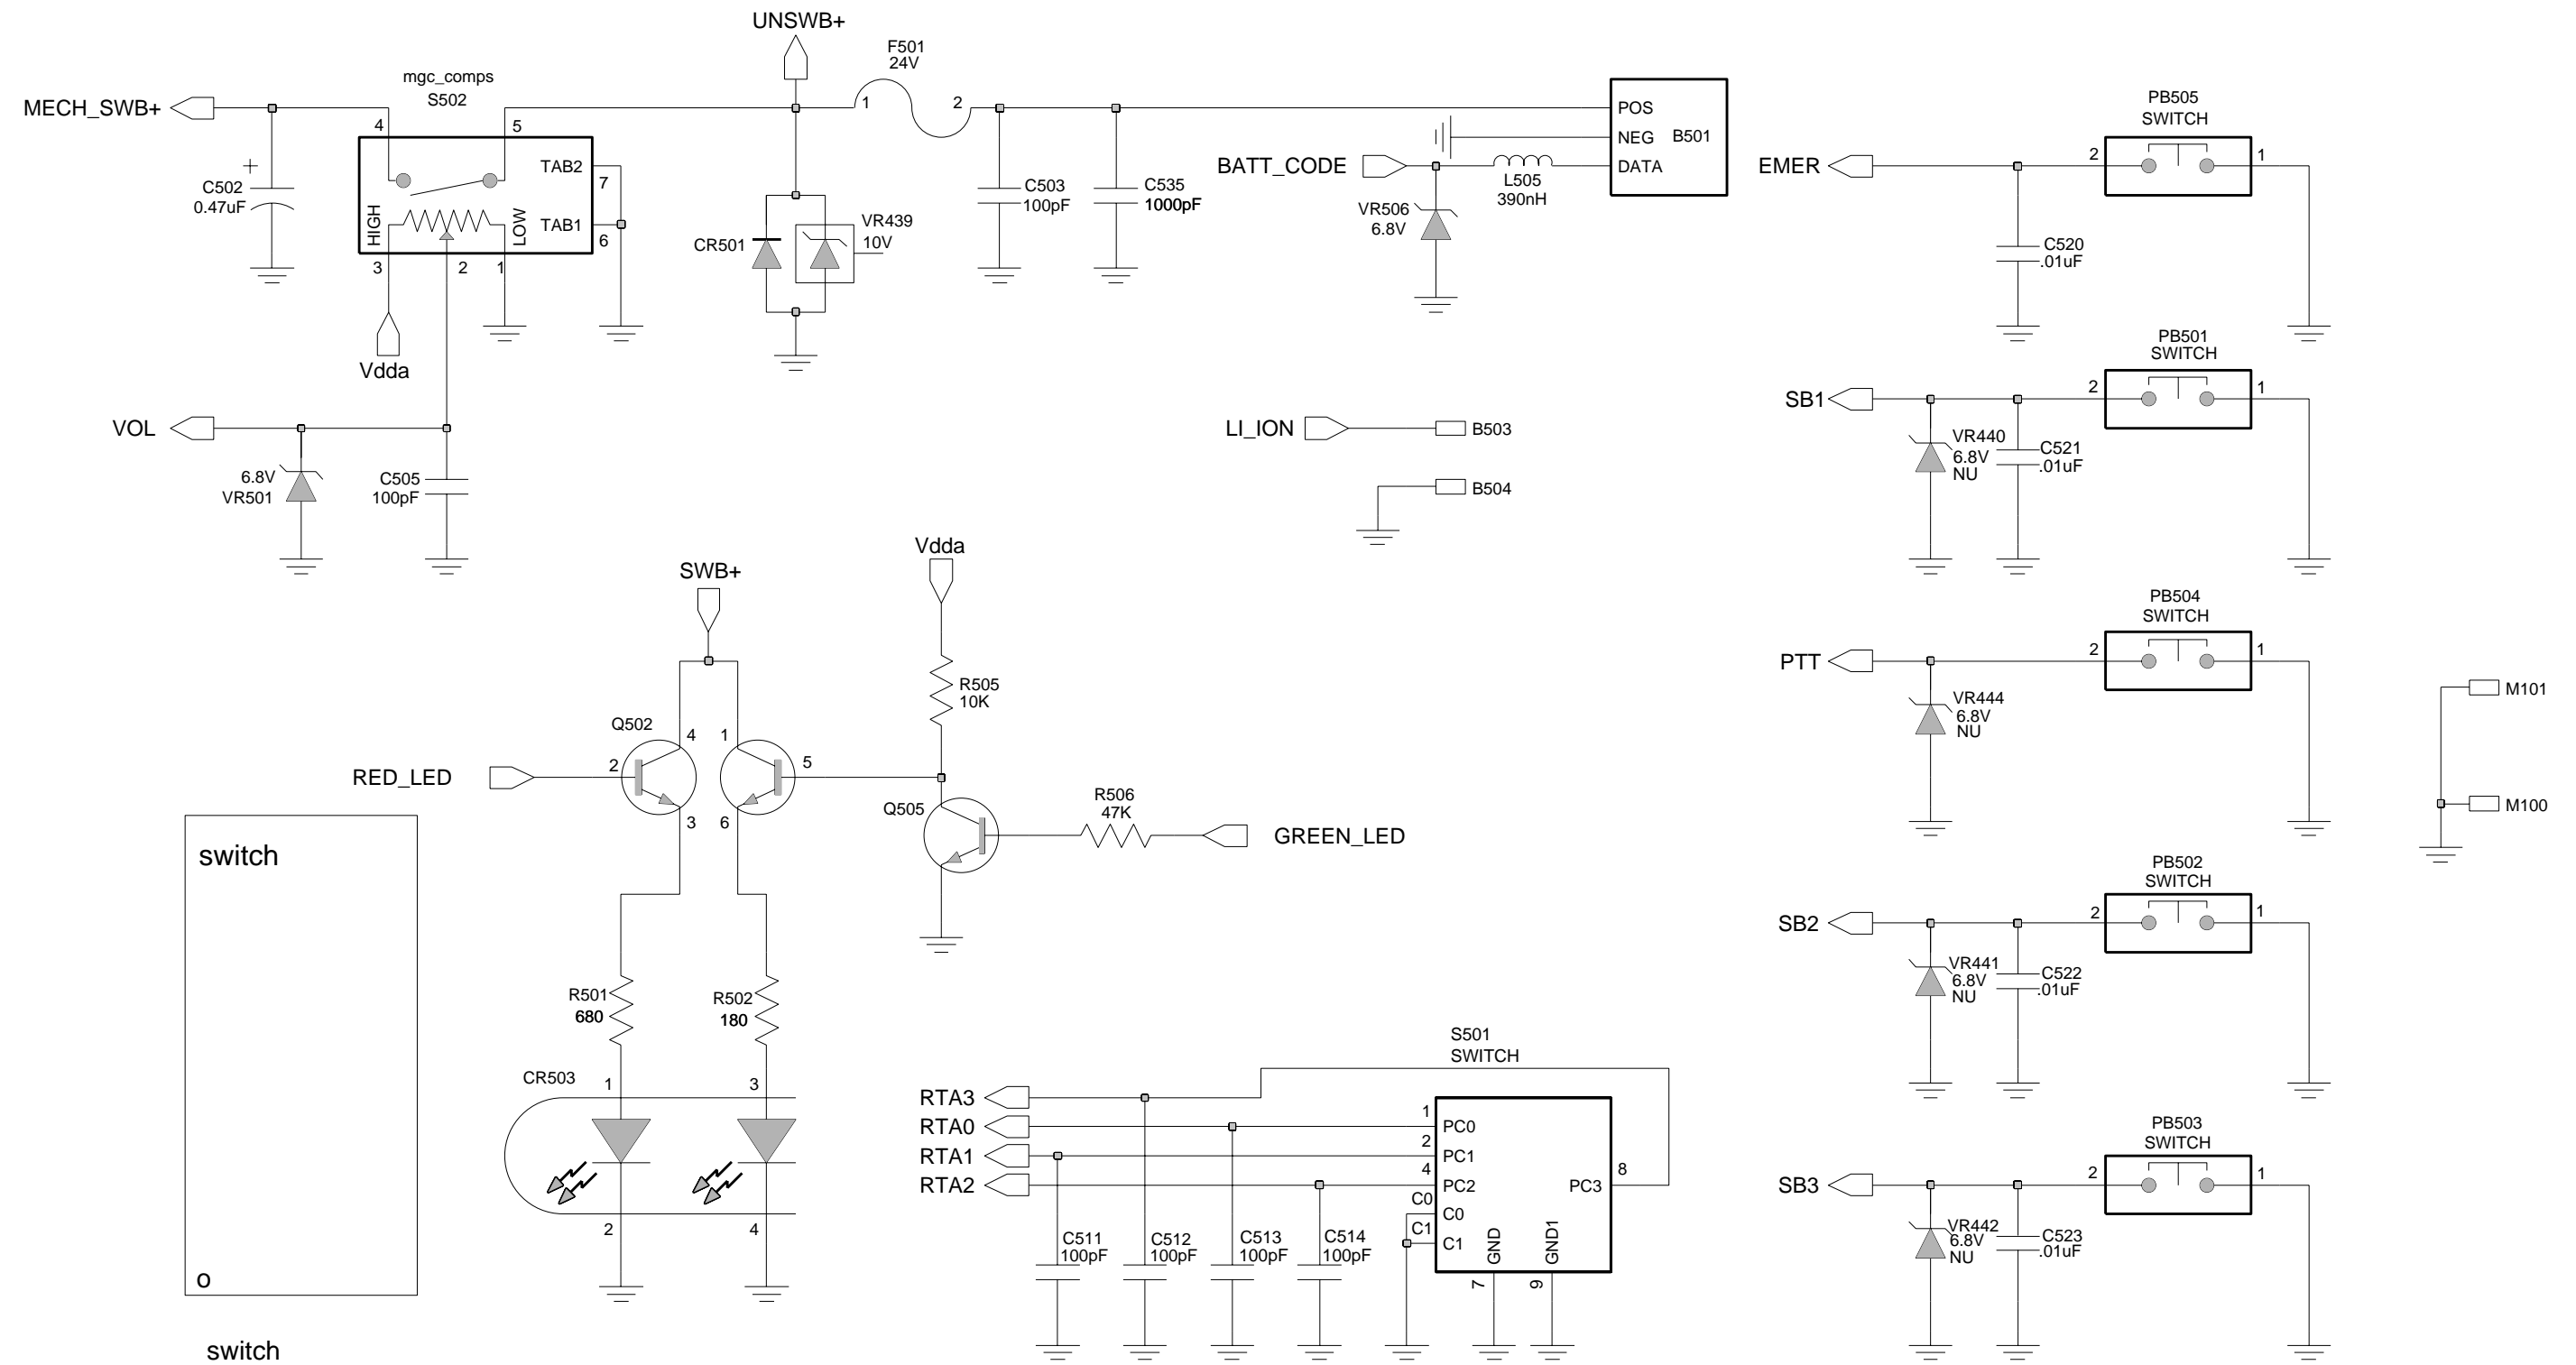 UNSWB+
F501
24V
1
2
mgc_comps
S502
MECH_SWB+
4
5
TAB2
7
TAB1
6
HIGH
LOW
3
2
1
C502
0.47uF
Vdda
CR501
VR439
10V
C503
100pF
C535
1000pF
POS
NEG
DATA
B501
BATT_CODE
L505
390nH
VR506
6.8V
PB505
SWITCH
EMER
2
1
C520
.01uF
VOL
6.8V
VR501
C505
100pF
LI_ION
B503
B504
PB501
SWITCH
SB1
2
1
VR440
6.8V
NU
C521
.01uF
SWB+
Vdda
R505
10K
Q502
4
1
2
5
3
6
RED_LED
Q505
R506
47K
GREEN_LED
PB504
SWITCH
PTT
2
1
VR444
6.8V
NU
M101
M100
switch
o
switch
R501
680
R502
180
CR503
1
3
2
4
PB502
SWITCH
SB2
2
1
VR441
6.8V
NU
C522
.01uF
S501
SWITCH
RTA3
RTA0
RTA1
RTA2
1
2
4
C0
C1
PC0
PC1
PC2
C0
C1
PC3
8
GND
GND1
7
9
C511
100pF
C512
100pF
C513
100pF
C514
100pF
PB503
SWITCH
SB3
2
1
VR442
6.8V
NU
C523
.01uF